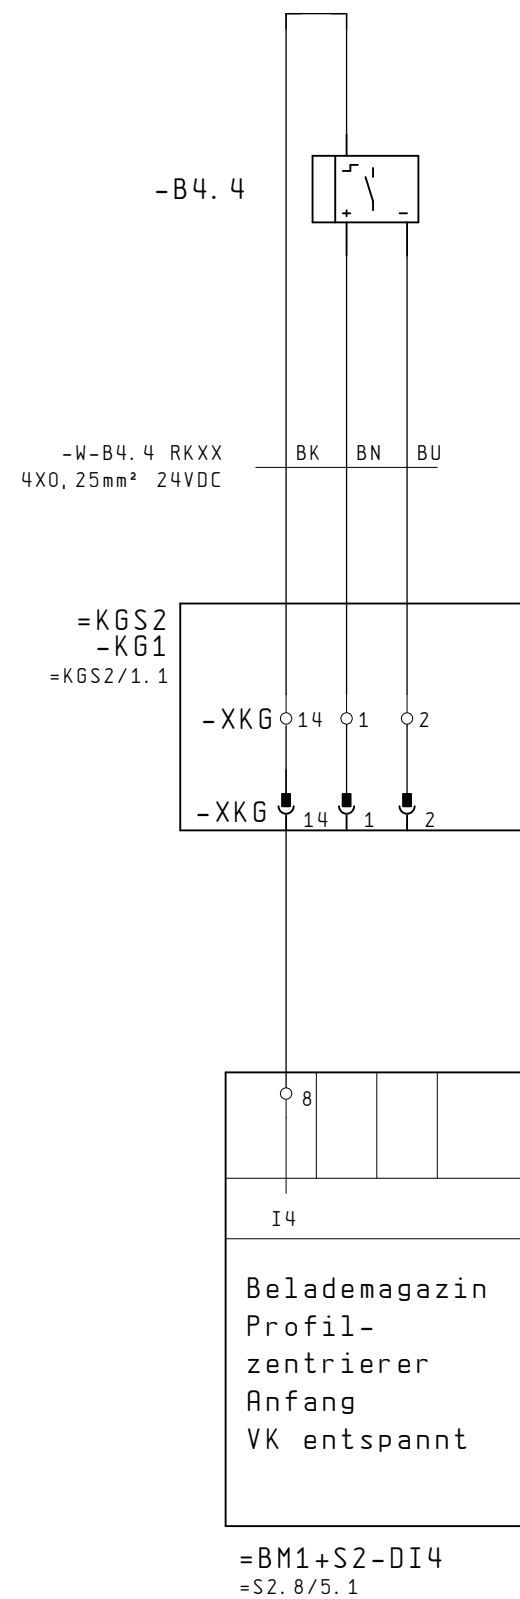 -B4.4
+ -
-W-B4.4 RKXX
4X0,25mm² 24VDC
BK BN BU
=KGS2
-KG1
=KGS2/1.1
-XKG 14 1 2
-XKG 14 1 2
8
I4
Belademagazin
Profil-
zentrierer
Anfang
VK entspannt
=BM1+S2-DI4
=S2.8/5.1